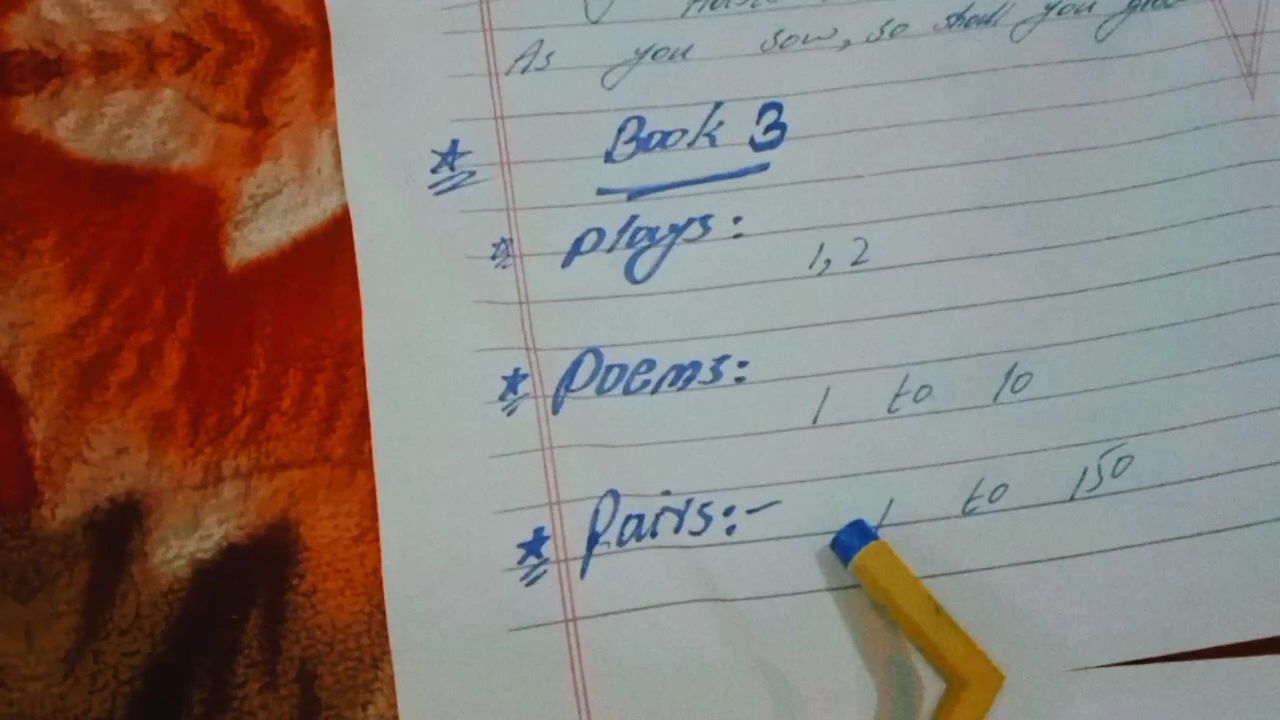 As you sow, so shall you grow
* Book 3
* Plays:
1, 2
* Poems:
1 to 10
* Pairs:-
1 to 150